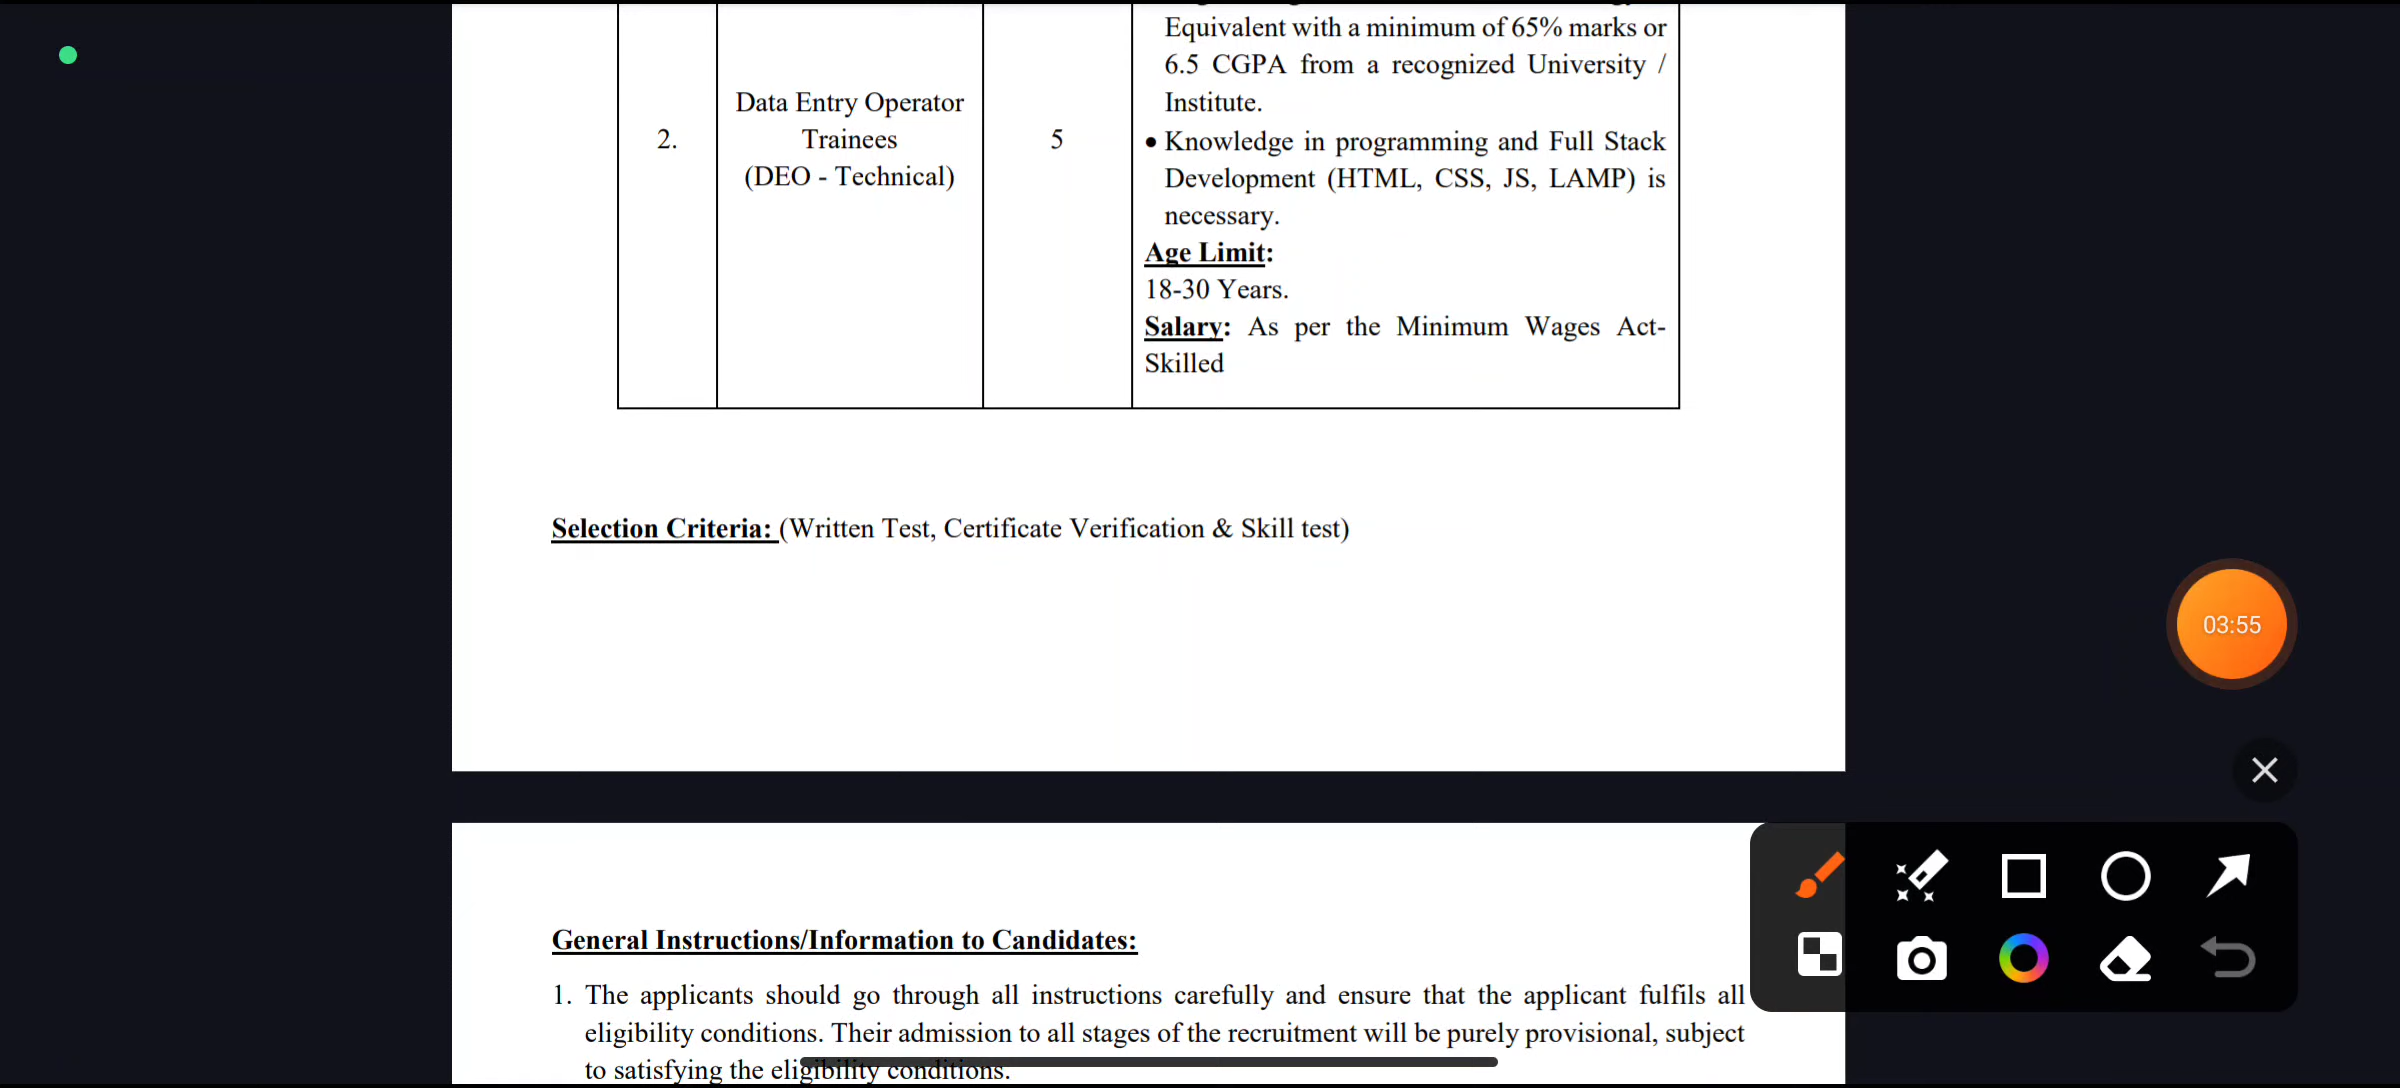 Equivalent with a minimum of 65% marks or
6.5 CGPA from a recognized University /
Institute.
2.
Data Entry Operator
Trainees
(DEO - Technical)
5
• Knowledge in programming and Full Stack
Development (HTML, CSS, JS, LAMP) is
necessary.
Age Limit:
18-30 Years.
Salary: As per the Minimum Wages Act-
Skilled
Selection Criteria: (Written Test, Certificate Verification & Skill test)
03:55
General Instructions/Information to Candidates:
1. The applicants should go through all instructions carefully and ensure that the applicant fulfils all
eligibility conditions. Their admission to all stages of the recruitment will be purely provisional, subject
to satisfying the eligibility conditions.